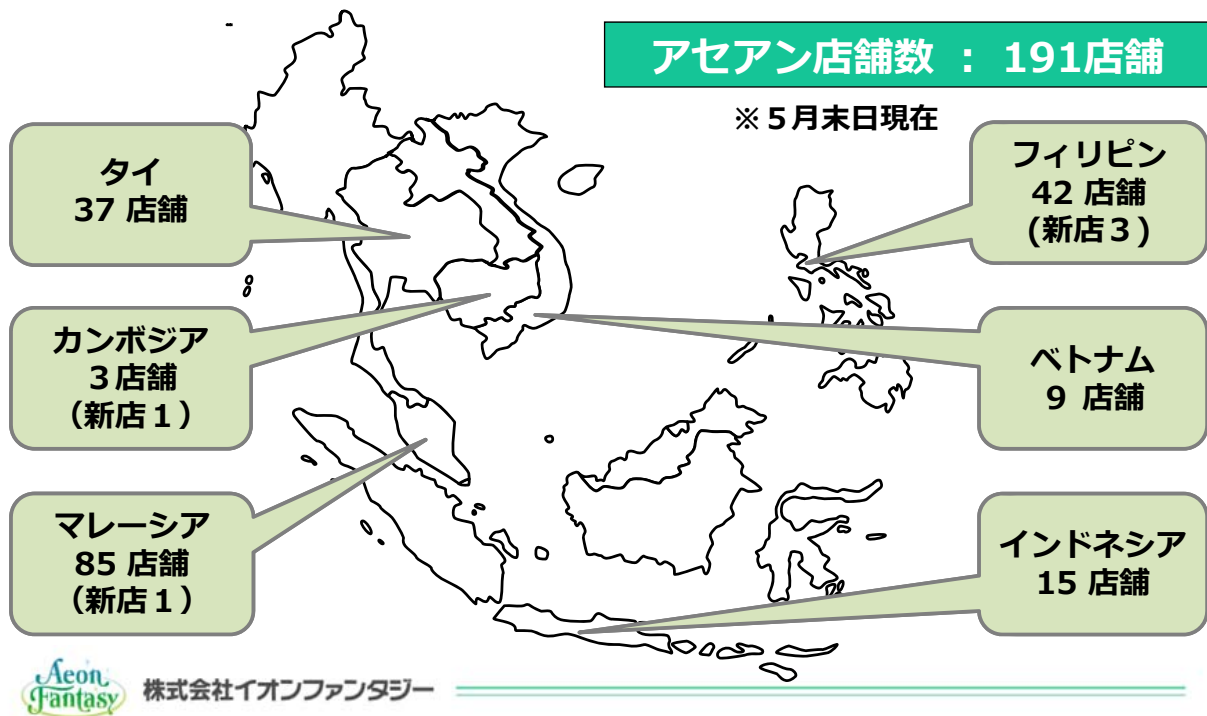 アセアン店舗数 : 191店舗
※５月末日現在
タイ
37 店舗
カンボジア
３店舗
（新店１）
マレーシア
85 店舗
（新店１）
フィリピン
42 店舗
(新店３)
ベトナム
9 店舗
インドネシア
15 店舗
Aeon
Fantasy
株式会社イオンファンタジー